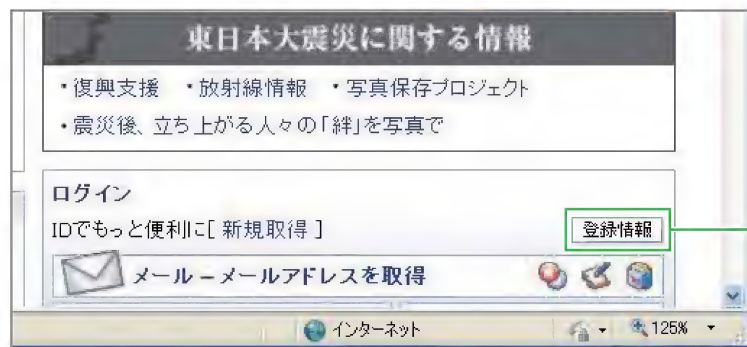 東日本大震災に関する情報
・復興支援 ・放射線情報 ・写真保存プロジェクト
・震災後、立ち上がる人々の「絆」を写真で
ログイン
IDでもっと便利に[ 新規取得 ]
登録情報
メール - メールアドレスを取得
インターネット
125%